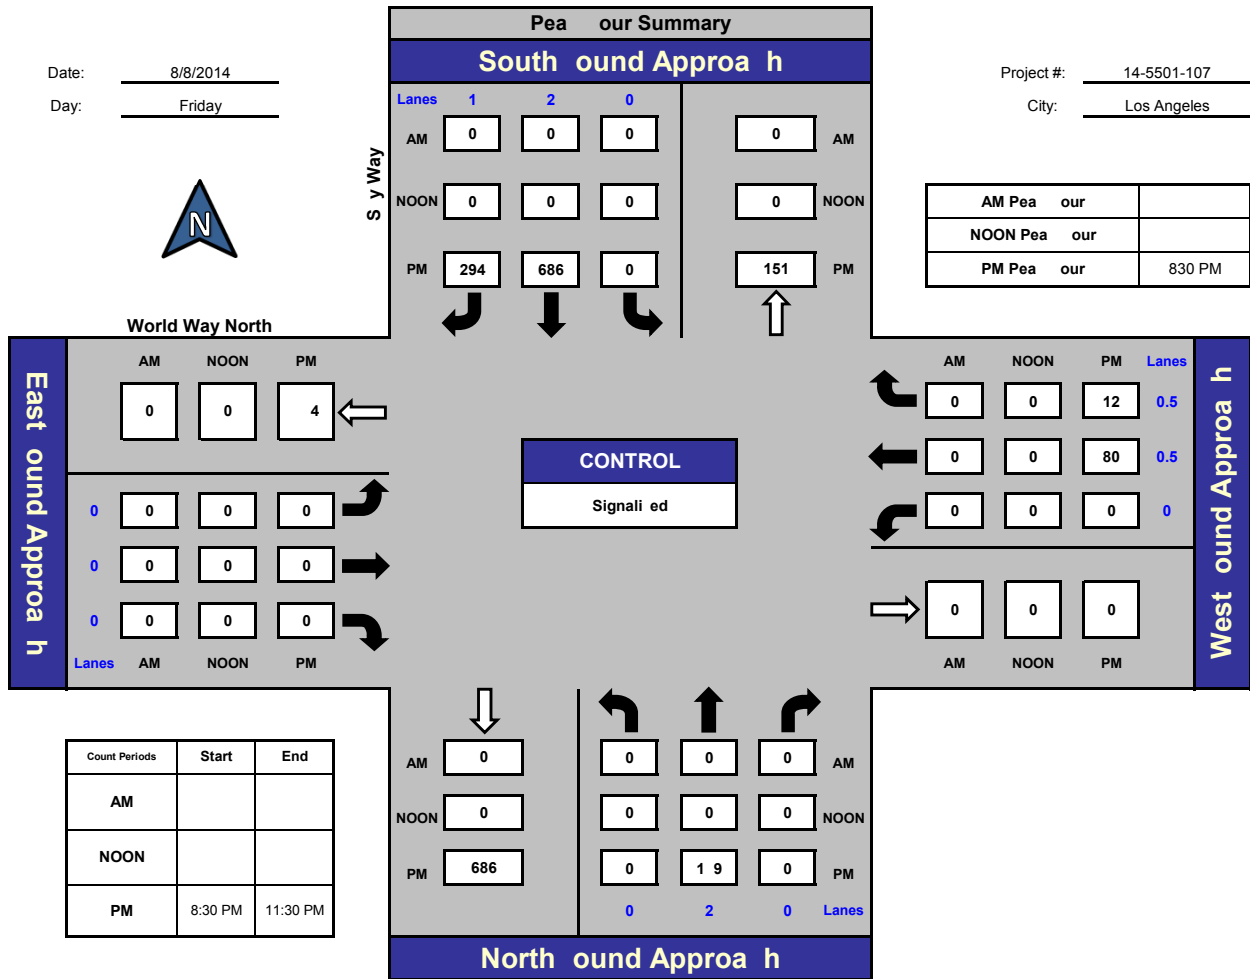 Pea our Summary
South ound Approa h
Date: 8/8/2014
Day: Friday
Project #: 14-5501-107
City: Los Angeles
N
S y Way
Lanes 1 2 0
AM 0 0 0 0 AM
NOON 0 0 0 0 NOON
PM 294 686 0 151 PM
AM Pea our
NOON Pea our
PM Pea our 830 PM
World Way North
East ound Approa h
AM NOON PM
0 0 4
0 0 0 0
0 0 0 0
0 0 0 0
Lanes AM NOON PM
CONTROL
Signali ed
AM NOON PM Lanes
0 0 12 0.5
0 0 80 0.5
0 0 0 0
0 0 0
AM NOON PM
West ound Approa h
Count Periods Start End
AM
NOON
PM 8:30 PM 11:30 PM
AM 0 0 0 0 AM
NOON 0 0 0 0 NOON
PM 686 0 1 9 0 PM
0 2 0 Lanes
North ound Approa h